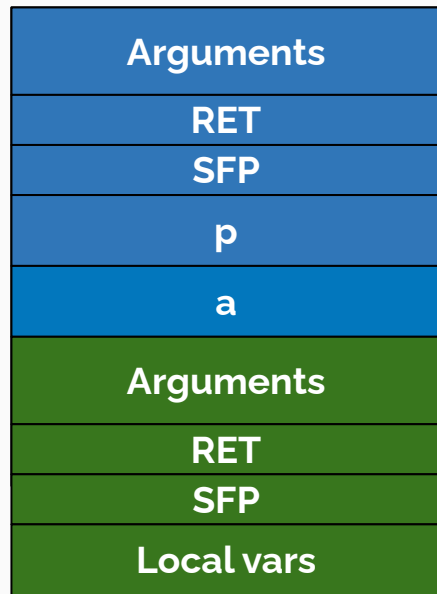 Arguments
RET
SFP
p
a
Arguments
RET
SFP
Local vars